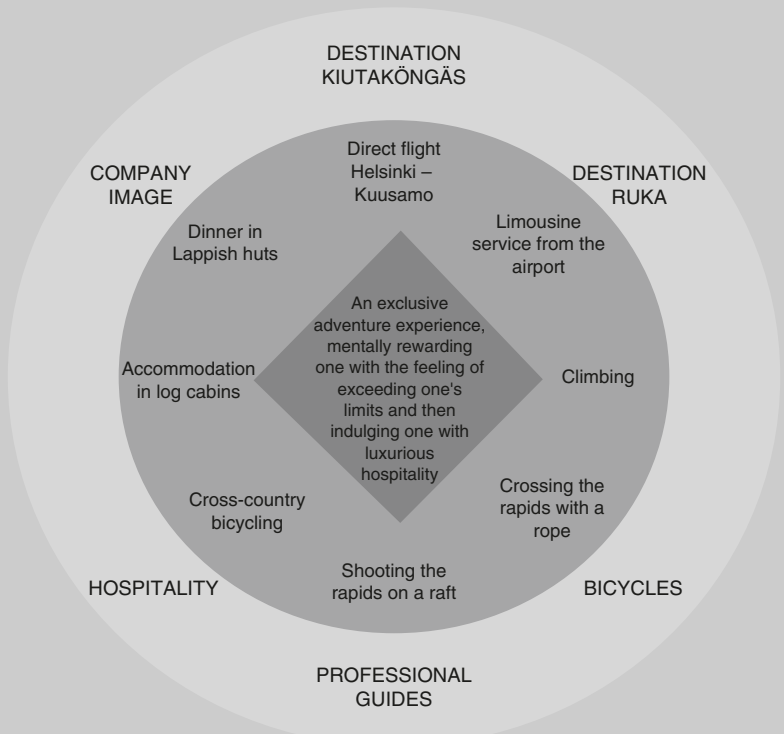 DESTINATION
KIUTAKÖNGÄS
COMPANY
IMAGE
DESTINATION
RUKA
Direct flight
Helsinki –
Kuusamo
Dinner in
Lappish huts
Limousine
service from the
airport
An exclusive
adventure experience,
mentally rewarding
one with the feeling of
exceeding one's
limits and then
indulging one with
luxurious
hospitality
Accommodation
in log cabins
Climbing
Cross-country
bicycling
Crossing the
rapids with a
rope
Shooting the
rapids on a raft
HOSPITALITY
BICYCLES
PROFESSIONAL
GUIDES